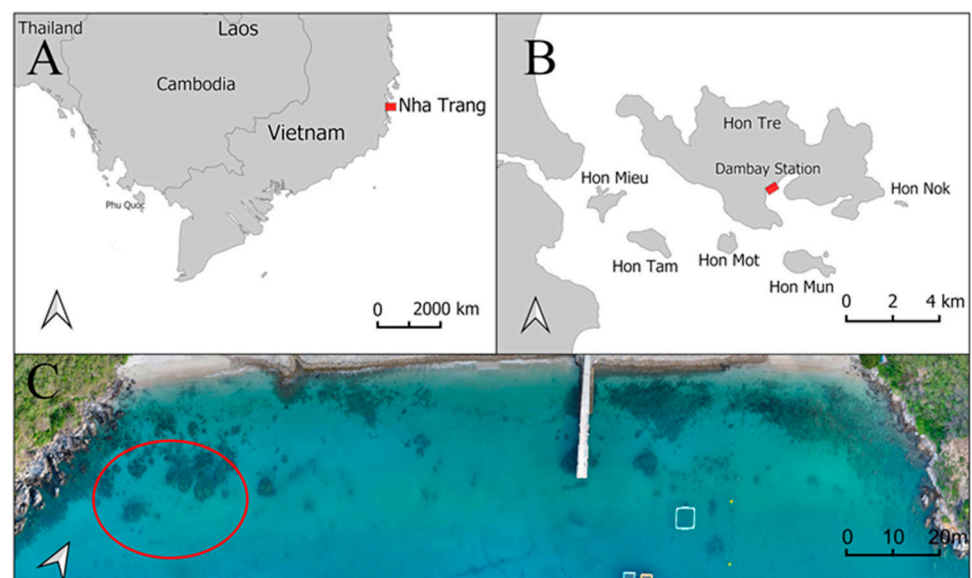 Thailand
Laos
A
Cambodia
Nha Trang
Vietnam
Phu Quoc
0 2000 km
B
Hon Tre
Dambay Station
Hon Mieu
Hon Nok
Hon Tam
Hon Mot
Hon Mun
0 2 4 km
C
0 10 20m